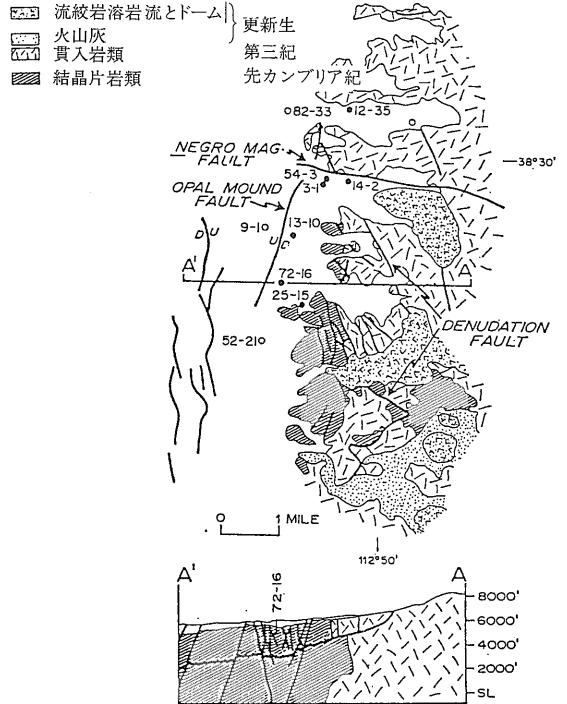 流紋岩溶岩流とドーム
火山灰
更新生
貫入岩類
第三紀
結晶片岩類
先カンブリア紀
82-33
12-35
NEGRO MAG.
FAULT
38°30'
54-3
3-1
14-2
OPAL MOUND
FAULT
9-1
13-10
D U
U D
A'
72-16
A
25-15
DENUDATION
FAULT
52-21
0 1 MILE
112°50'
A'
72-16
A
8000'
6000'
4000'
2000'
SL